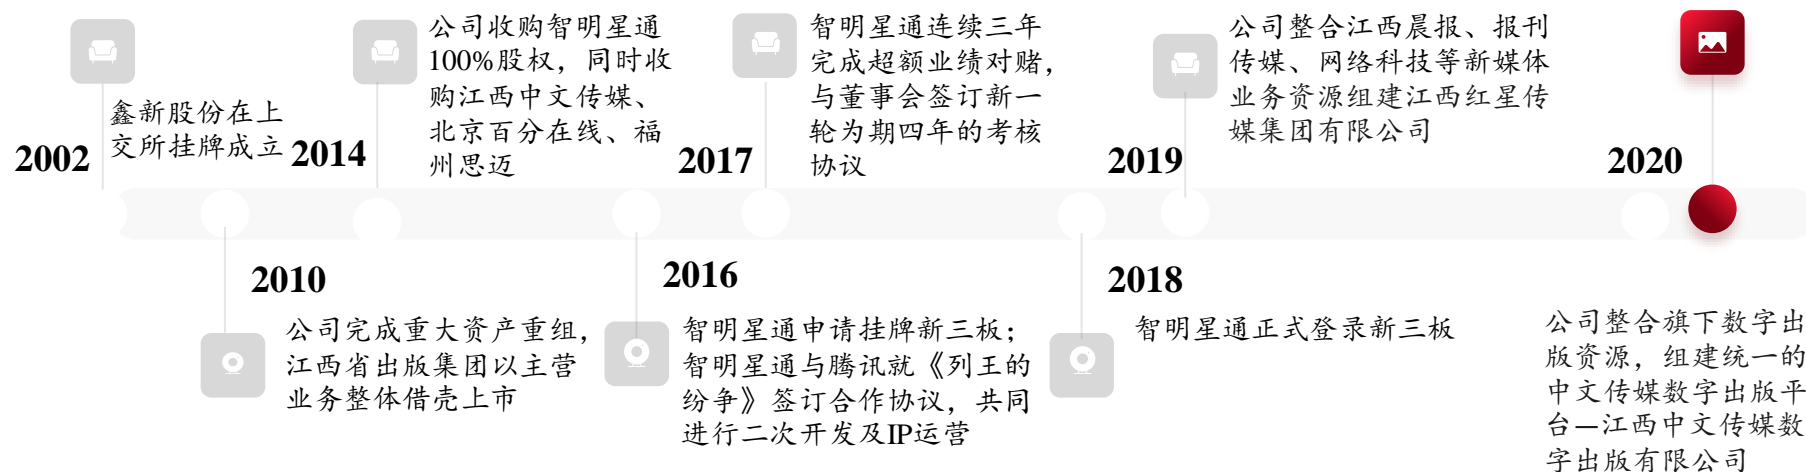 2002
鑫新股份在上
交所挂牌成立
2010
公司完成重大资产重组，
江西省出版集团以主营
业务整体借壳上市
2014
公司收购智明星通
100%股权，同时收
购江西中文传媒、
北京百分在线、福
州思迈
2016
智明星通申请挂牌新三板；
智明星通与腾讯就《列王的
纷争》签订合作协议，共同
进行二次开发及IP运营
2017
智明星通连续三年
完成超额业绩对赌，
与董事会签订新一
轮为期四年的考核
协议
2018
智明星通正式登录新三板
2019
公司整合江西晨报、报刊
传媒、网络科技等新媒体
业务资源组建江西红星传
媒集团有限公司
2020
公司整合旗下数字出
版资源，组建统一的
中文传媒数字出版平
台—江西中文传媒数
字出版有限公司